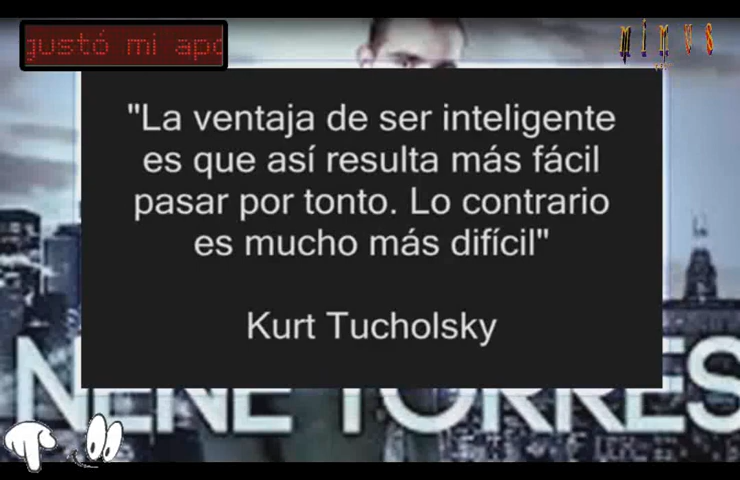 gustó mi apo
minus
"La ventaja de ser inteligente
es que así resulta más fácil
pasar por tonto. Lo contrario
es mucho más difícil"
Kurt Tucholsky
NENE TORRES